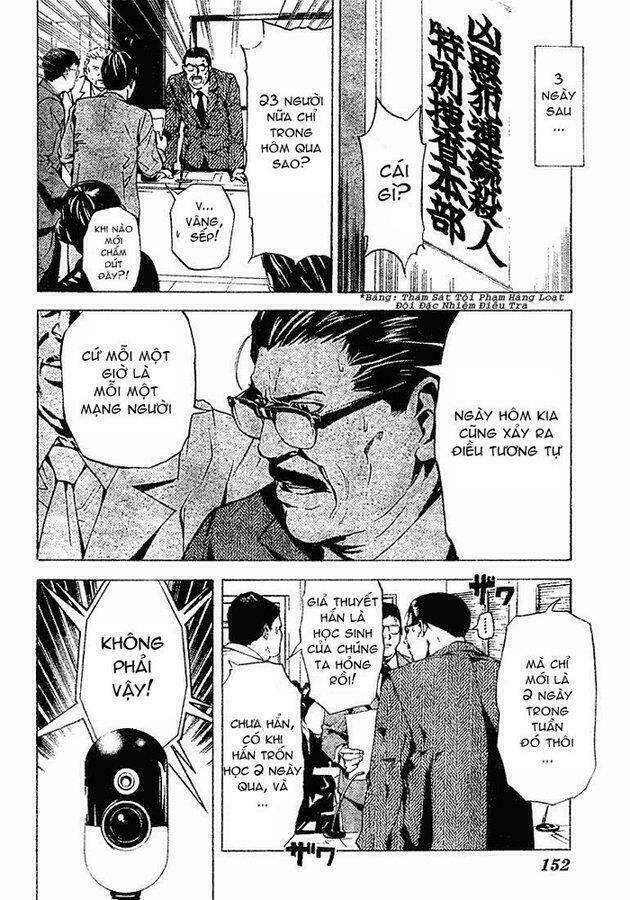 3
NGÀY
SAU
...
凶悪犯連続殺人
特別捜査本部
CÁI
GÌ?
*Bảng: Thảm Sát Tội Phạm Hàng Loạt
Đội Đặc Nhiệm Điều Tra
23 NGƯỜI
NỮA CHỈ
TRONG
HÔM QUA
SAO?
V...
VÂNG,
SẾP!
KHI NÀO
MỚI
CHẤM
DỨT
ĐÂY?!
NGÀY HÔM KIA
CŨNG XẢY RA
ĐIỀU TƯƠNG TỰ
CỨ MỖI MỘT
GIỜ LÀ
MỖI MỘT
MẠNG NGƯỜI
ザワ
MÀ CHỈ
MỚI LÀ
2 NGÀY
TRONG
TUẦN
ĐÓ THÔI
...
GIẢ THUYẾT
HẮN LÀ
HỌC SINH
CỦA CHÚNG
TA HỎNG
RỒI!
CHƯA HẲN,
CÓ KHI
HẮN TRỐN
HỌC 2 NGÀY
QUA, VÀ
...
ザワ
KHÔNG
PHẢI
VẬY!
152